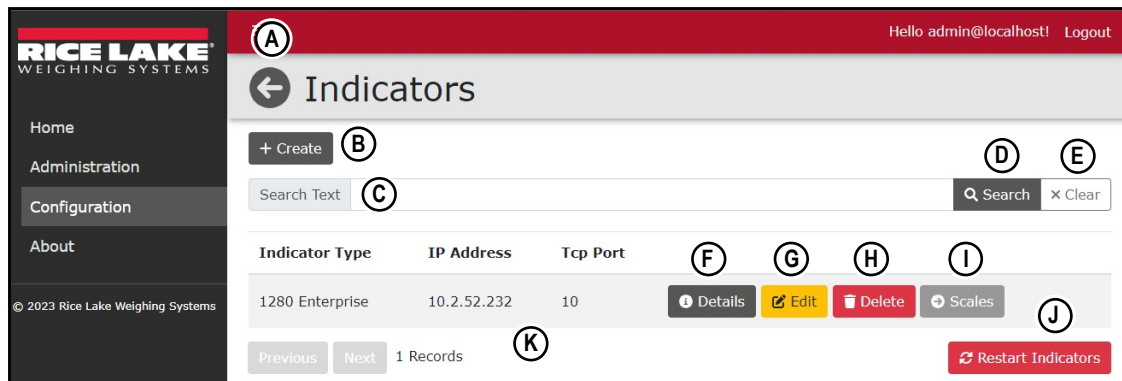 RICE LAKE®
WEIGHING SYSTEMS
Home
Administration
Configuration
About
© 2023 Rice Lake Weighing Systems
A
Hello admin@localhost! Logout
Indicators
+ Create B
Search Text C
D E
Search × Clear
Indicator Type IP Address Tcp Port
F G H I
1280 Enterprise 10.2.52.232 10 Details Edit Delete Scales
J
K
Previous Next 1 Records Restart Indicators